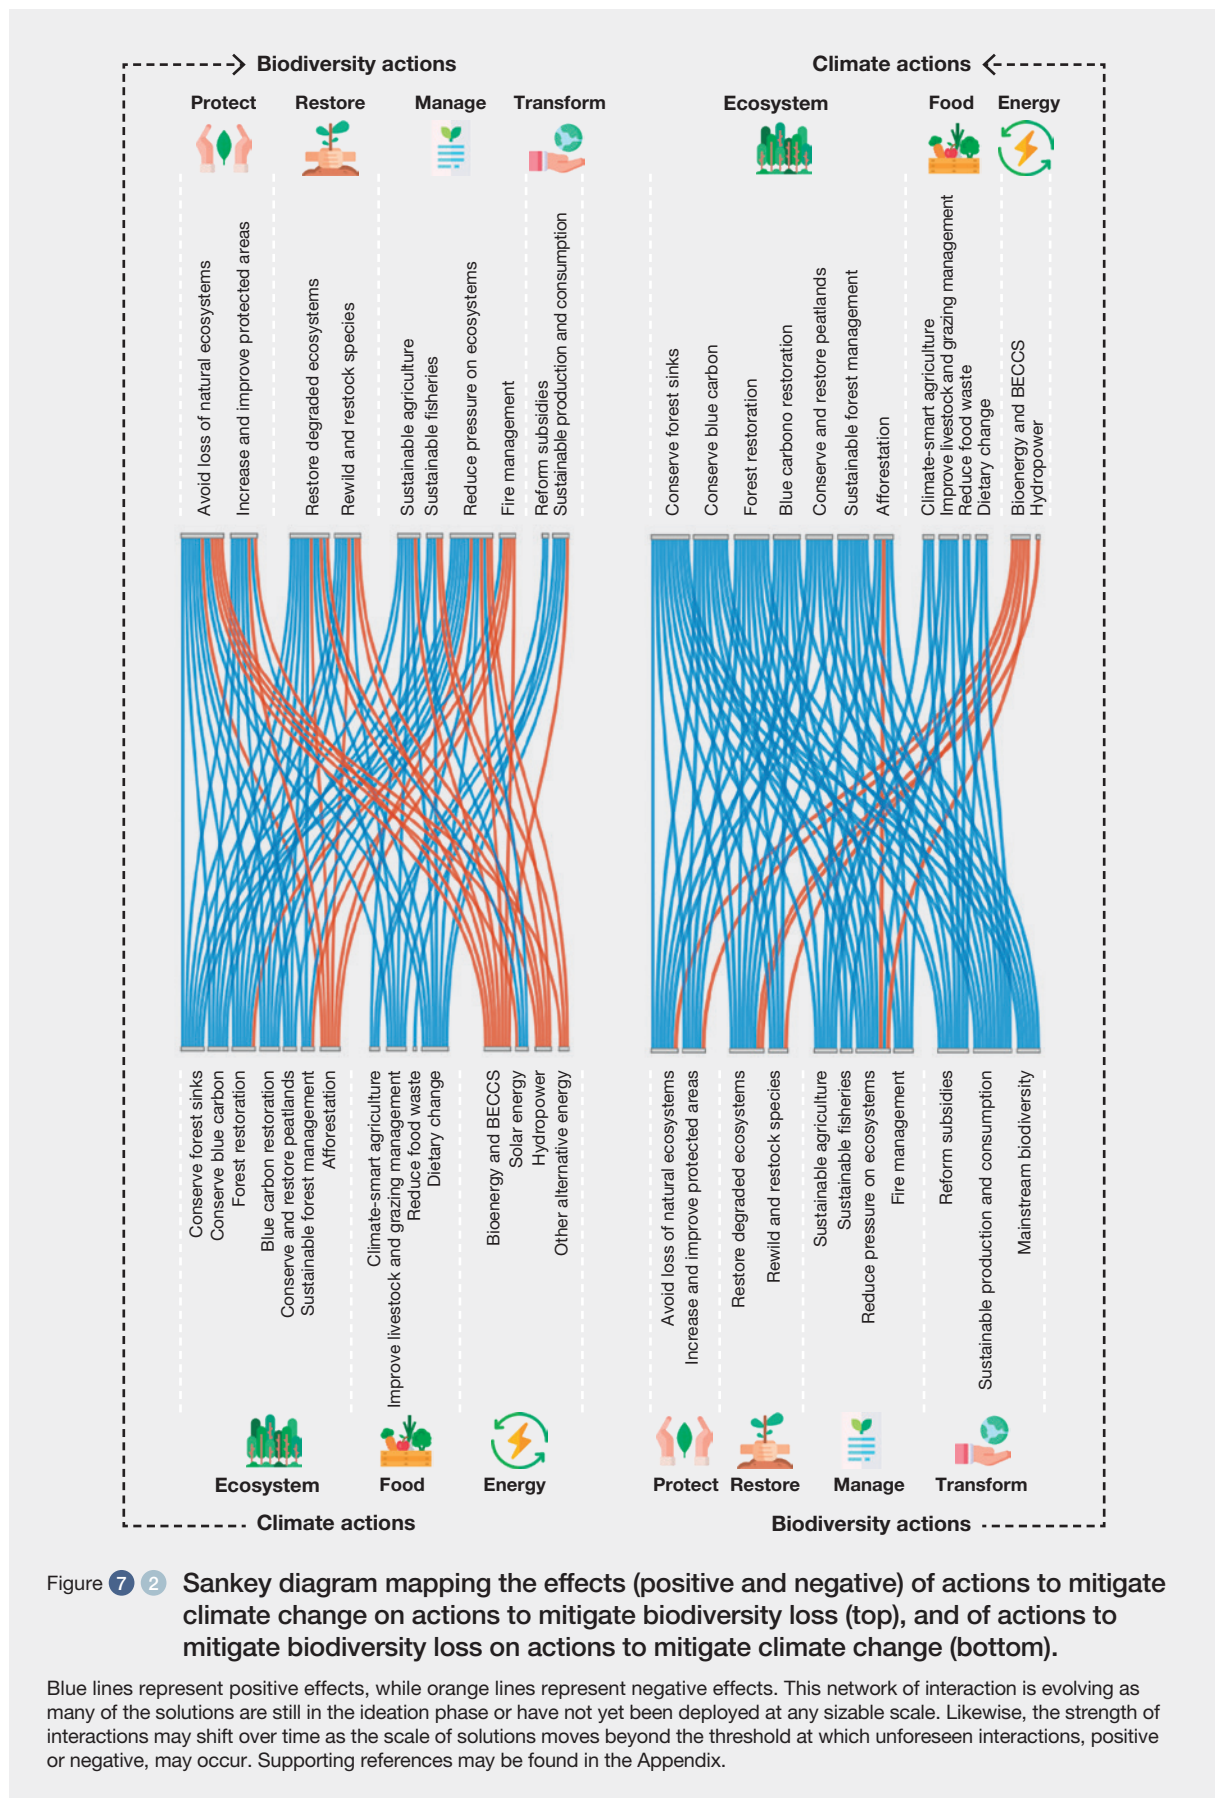 Biodiversity actions
Protect
Restore
Manage
Transform
Avoid loss of natural ecosystems
Increase and improve protected areas
Restore degraded ecosystems
Rewild and restock species
Sustainable agriculture
Sustainable fisheries
Reduce pressure on ecosystems
Fire management
Reform subsidies
Sustainable production and consumption
Conserve forest sinks
Conserve blue carbon
Forest restoration
Blue carbon restoration
Conserve and restore peatlands
Sustainable forest management
Afforestation
Climate-smart agriculture
Improve livestock and grazing management
Reduce food waste
Dietary change
Bioenergy and BECCS
Solar energy
Hydropower
Other alternative energy
Ecosystem
Food
Energy
Climate actions
Climate actions
Ecosystem
Food
Energy
Conserve forest sinks
Conserve blue carbon
Forest restoration
Blue carbono restoration
Conserve and restore peatlands
Sustainable forest management
Afforestation
Climate-smart agriculture
Improve livestock and grazing management
Reduce food waste
Dietary change
Bioenergy and BECCS
Hydropower
Avoid loss of natural ecosystems
Increase and improve protected areas
Restore degraded ecosystems
Rewild and restock species
Sustainable agriculture
Sustainable fisheries
Reduce pressure on ecosystems
Fire management
Reform subsidies
Sustainable production and consumption
Mainstream biodiversity
Protect
Restore
Manage
Transform
Biodiversity actions
Figure 7 2 Sankey diagram mapping the effects (positive and negative) of actions to mitigate
climate change on actions to mitigate biodiversity loss (top), and of actions to
mitigate biodiversity loss on actions to mitigate climate change (bottom).
Blue lines represent positive effects, while orange lines represent negative effects. This network of interaction is evolving as
many of the solutions are still in the ideation phase or have not yet been deployed at any sizable scale. Likewise, the strength of
interctions may shift over time as the scale of solutions moves beyond the threshold at which unforeseen interactions, positive
or negative, may occur. Supporting references may be found in the Appendix.